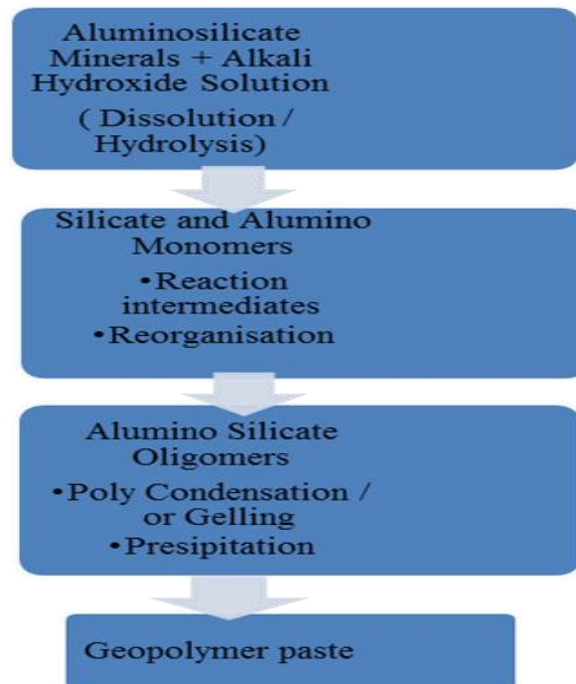 Aluminosilicate
Minerals + Alkali
Hydroxide Solution
( Dissolution /
Hydrolysis)
Silicate and Alumino
Monomers
•Reaction
intermediates
•Reorganisation
Alumino Silicate
Oligomers
•Poly Condensation /
or Gelling
•Presipitation
Geopolymer paste